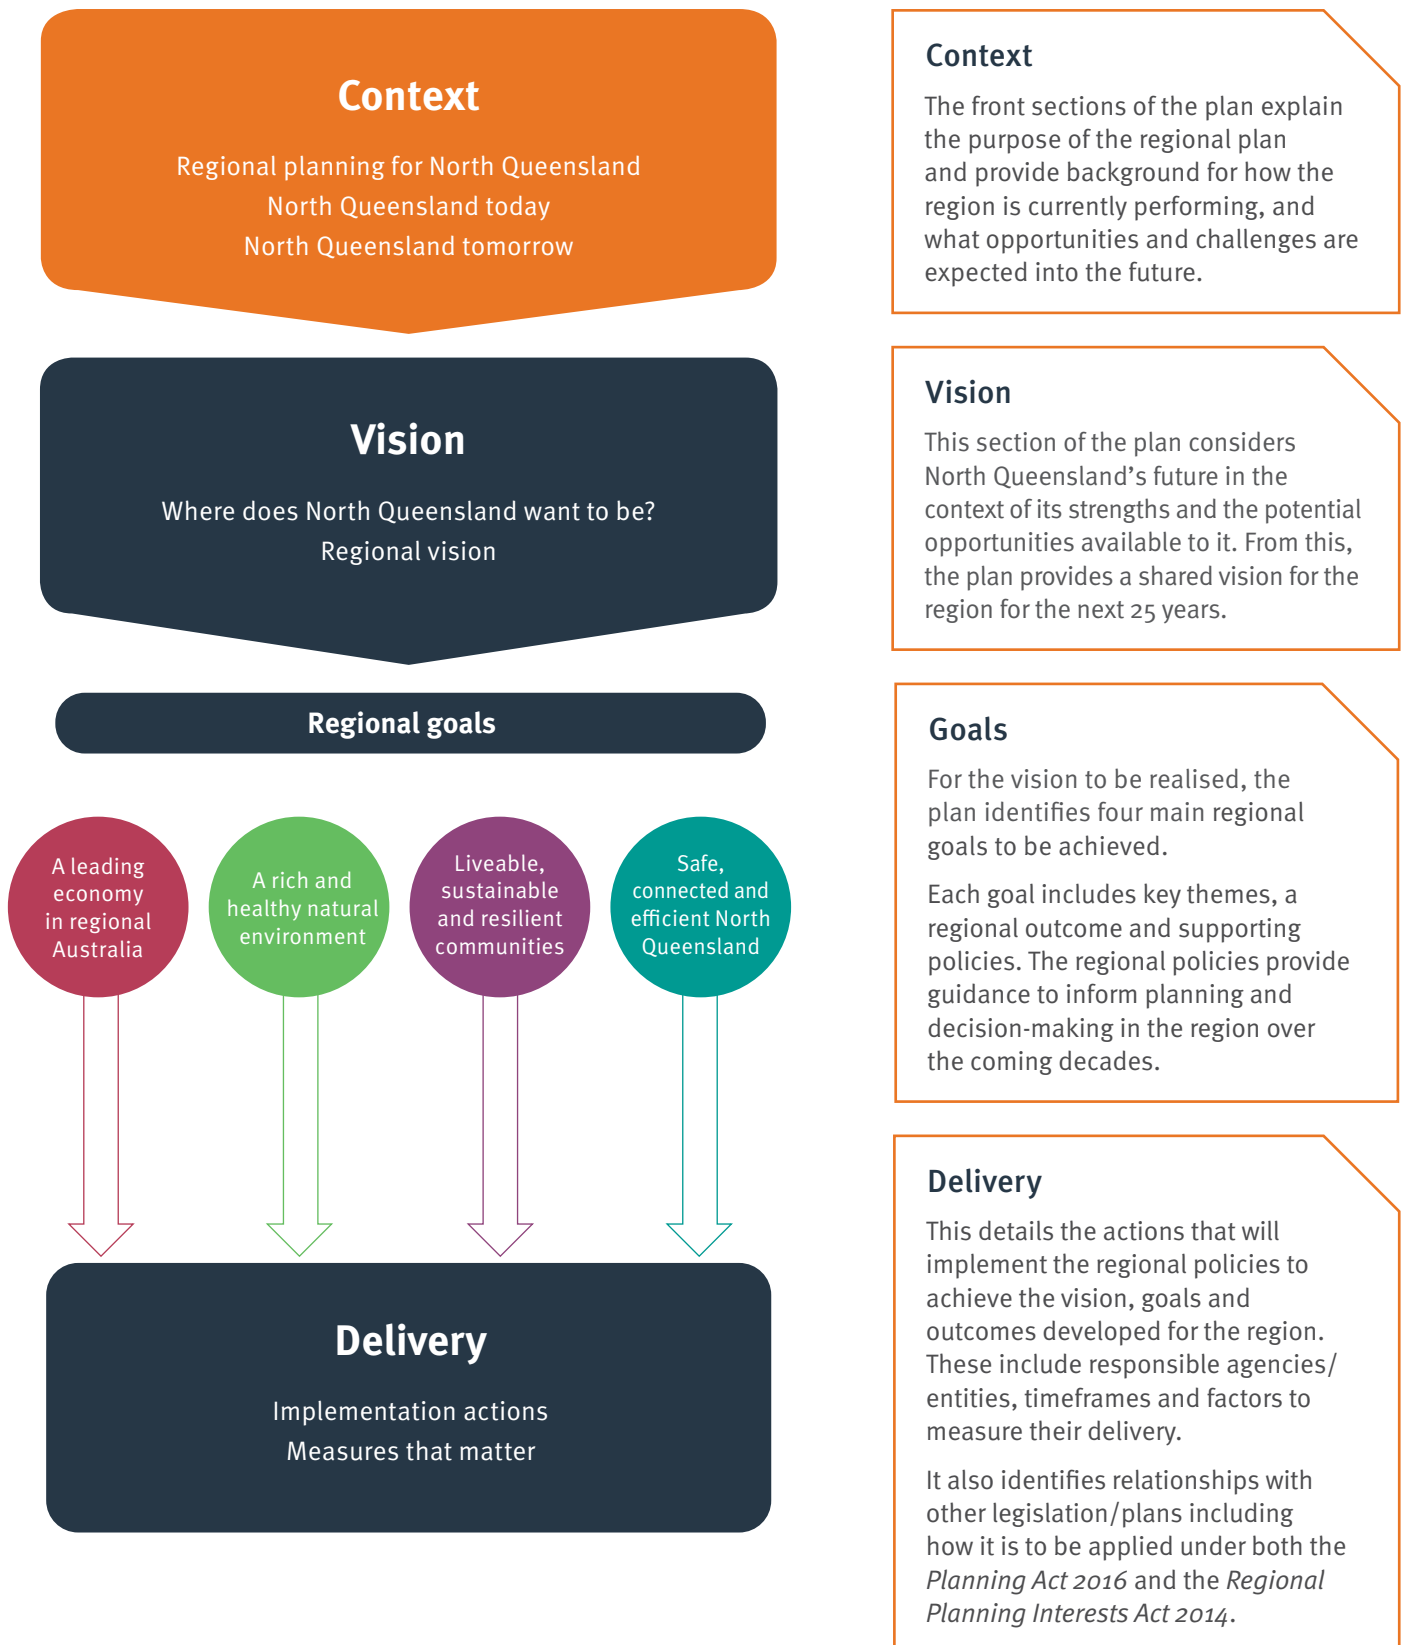 Context
Regional planning for North Queensland
North Queensland today
North Queensland tomorrow
Vision
Where does North Queensland want to be?
Regional vision
Regional goals
A leading
economy
in regional
Australia
A rich and
healthy natural
environment
Liveable,
sustainable
and resilient
communities
Safe,
connected and
efficient North
Queensland
Delivery
Implementation actions
Measures that matter
Context
The front sections of the plan explain
the purpose of the regional plan
and provide background for how the
region is currently performing, and
what opportunities and challenges are
expected into the future.
Vision
This section of the plan considers
North Queensland’s future in the
context of its strengths and the potential
opportunities available to it. From this,
the plan provides a shared vision for the
region for the next 25 years.
Goals
For the vision to be realised, the
plan identifies four main regional
goals to be achieved.
Each goal includes key themes, a
regional outcome and supporting
policies. The regional policies provide
guidance to inform planning and
decision-making in the region over
the coming decades.
Delivery
This details the actions that will
implement the regional policies to
achieve the vision, goals and
outcomes developed for the region.
These include responsible agencies/
entities, timeframes and factors to
measure their delivery.
It also identifies relationships with
other legislation/plans including
how it is to be applied under both the
Planning Act 2016 and the Regional
Planning Interests Act 2014.